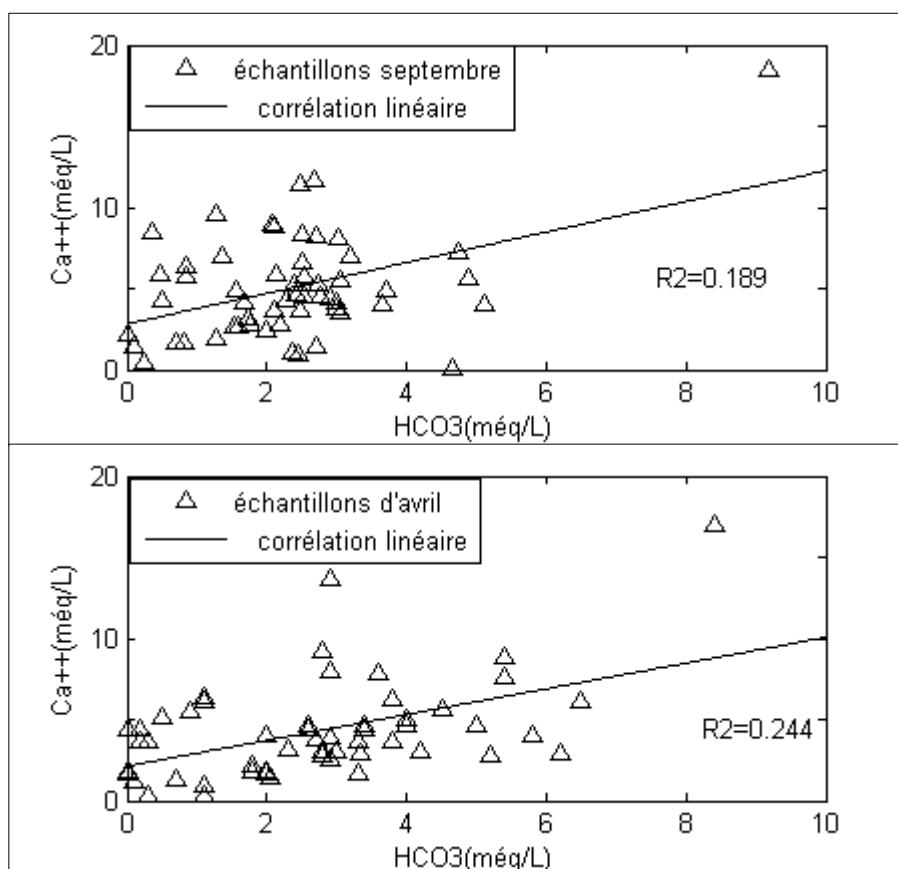 20
échantillons septembre
corrélation linéaire
Ca++(méq/L)
10
R2=0.189
0
0 2 4 6 8 10
HCO3(méq/L)
20
échantillons d'avril
corrélation linéaire
Ca++(méq/L)
10
R2=0.244
0
0 2 4 6 8 10
HCO3(méq/L)